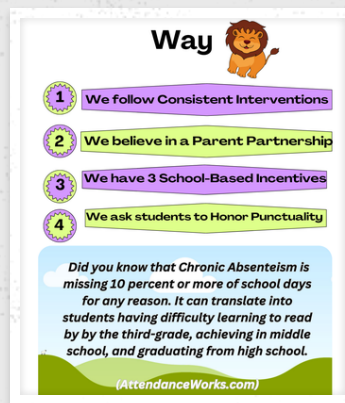 Way
1 We follow Consistent Interventions
2 We believe in a Parent Partnership
3 We have 3 School-Based Incentives
4 We ask students to Honor Punctuality
Did you know that Chronic Absenteism is
missing 10 percent or more of school days
for any reason. It can translate into
students having difficulty learning to read
by by the third-grade, achieving in middle
school, and graduating from high school.
(AttendanceWorks.com)